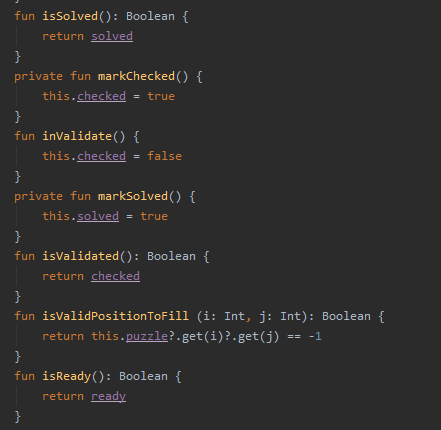 fun isSolved(): Boolean {
return solved
}
private fun markChecked() {
this.checked = true
}
fun inValidate() {
this.checked = false
}
private fun markSolved() {
this.solved = true
}
fun isValidated(): Boolean {
return checked
}
fun isValidPositionToFill (i: Int, j: Int): Boolean {
return this.puzzle?.get(i)?.get(j) == -1
}
fun isReady(): Boolean {
return ready
}